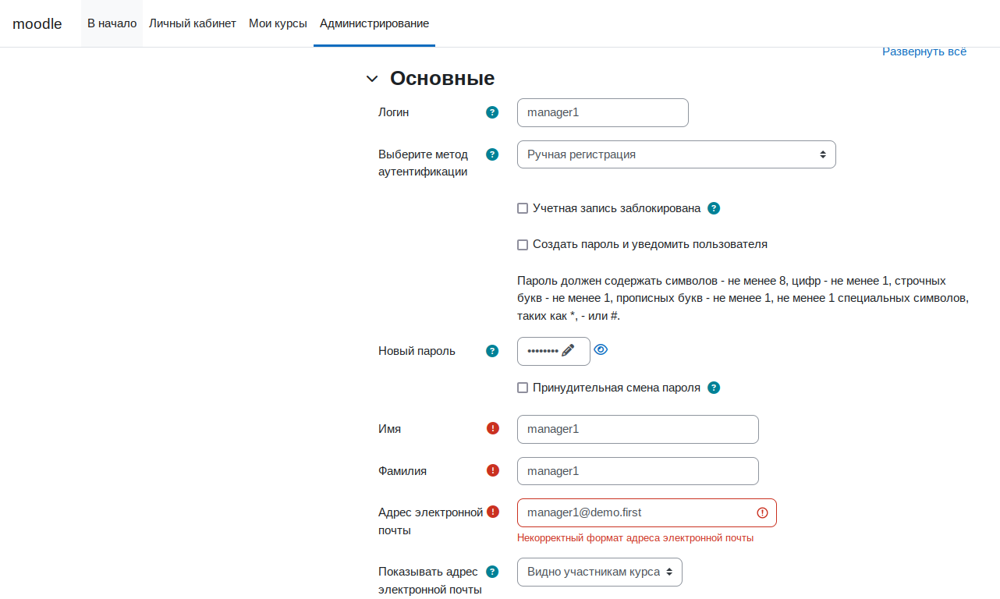 moodle В начало Личный кабинет Мои курсы Администрирование
Развернуть всё
Основные
Логин ? manager1
Выберите метод ? Ручная регистрация
аутентификации
Учетная запись заблокирована ?
Создать пароль и уведомить пользователя
Пароль должен содержать символов - не менее 8, цифр - не менее 1, строчных
букв - не менее 1, прописных букв - не менее 1, не менее 1 специальных символов,
таких как *, - или #.
Новый пароль ? ••••••••
Принудительная смена пароля ?
Имя ! manager1
Фамилия ! manager1
Адрес электронной ! manager1@demo.first !
почты
Некорректный формат адреса электронной почты
Показывать адрес ? Видно участникам курса
электронной почты